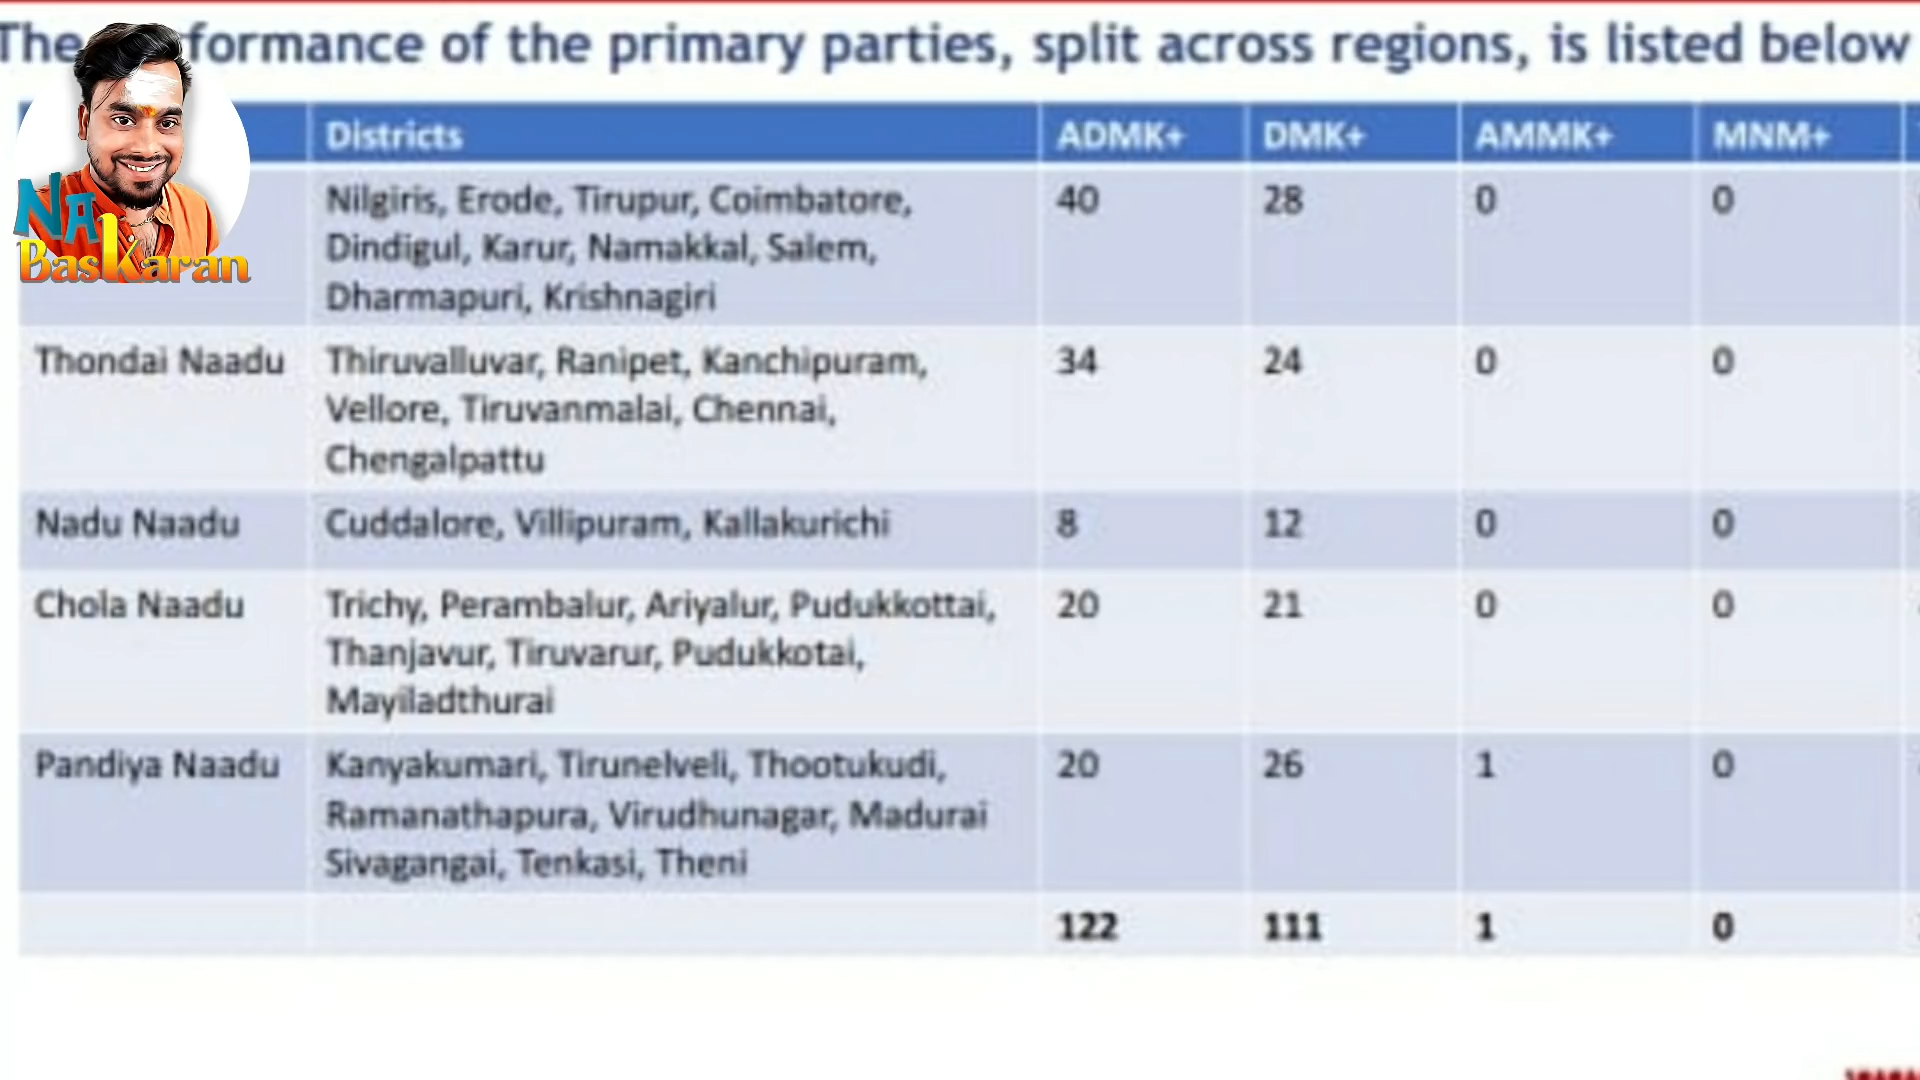 The formance of the primary parties, split across regions, is listed below
Districts ADMK+ DMK+ AMMK+ MNM+
Nilgiris, Erode, Tirupur, Coimbatore, 40 28 0 0
Dindigul, Karur, Namakkal, Salem,
Dharmapuri, Krishnagiri
Thondai Naadu Thiruvalluvar, Ranipet, Kanchipuram, 34 24 0 0
Vellore, Tiruvanmalai, Chennai,
Chengalpattu
Nadu Naadu Cuddalore, Villipuram, Kallakurichi 8 12 0 0
Chola Naadu Trichy, Perambalur, Ariyalur, Pudukkottai, 20 21 0 0
Thanjavur, Tiruvarur, Pudukkotai,
Mayiladthurai
Pandiya Naadu Kanyakumari, Tirunelveli, Thootukudi, 20 26 1 0
Ramanathapura, Virudhunagar, Madurai
Sivagangai, Tenkasi, Theni
122 111 1 0
NA
Baskaran